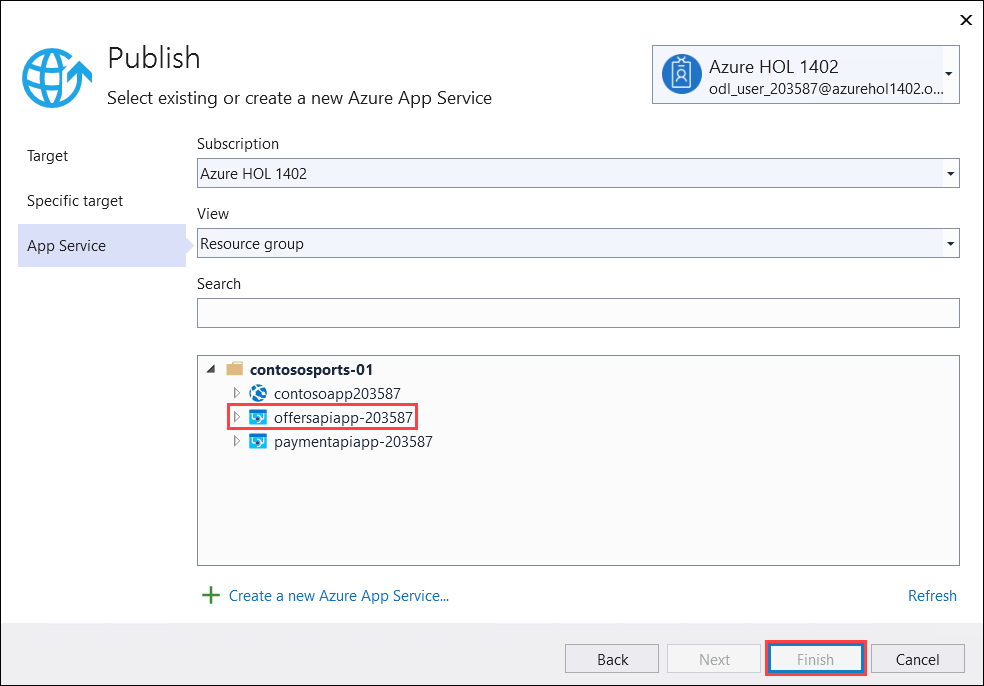 Publish
Select existing or create a new Azure App Service
Azure HOL 1402
odl_user_203587@azurehol1402.o...
Target
Specific target
App Service
Subscription
Azure HOL 1402
View
Resource group
Search
contososports-01
contosoapp203587
offersapiapp-203587
paymentapiapp-203587
Create a new Azure App Service...
Refresh
Back
Next
Finish
Cancel